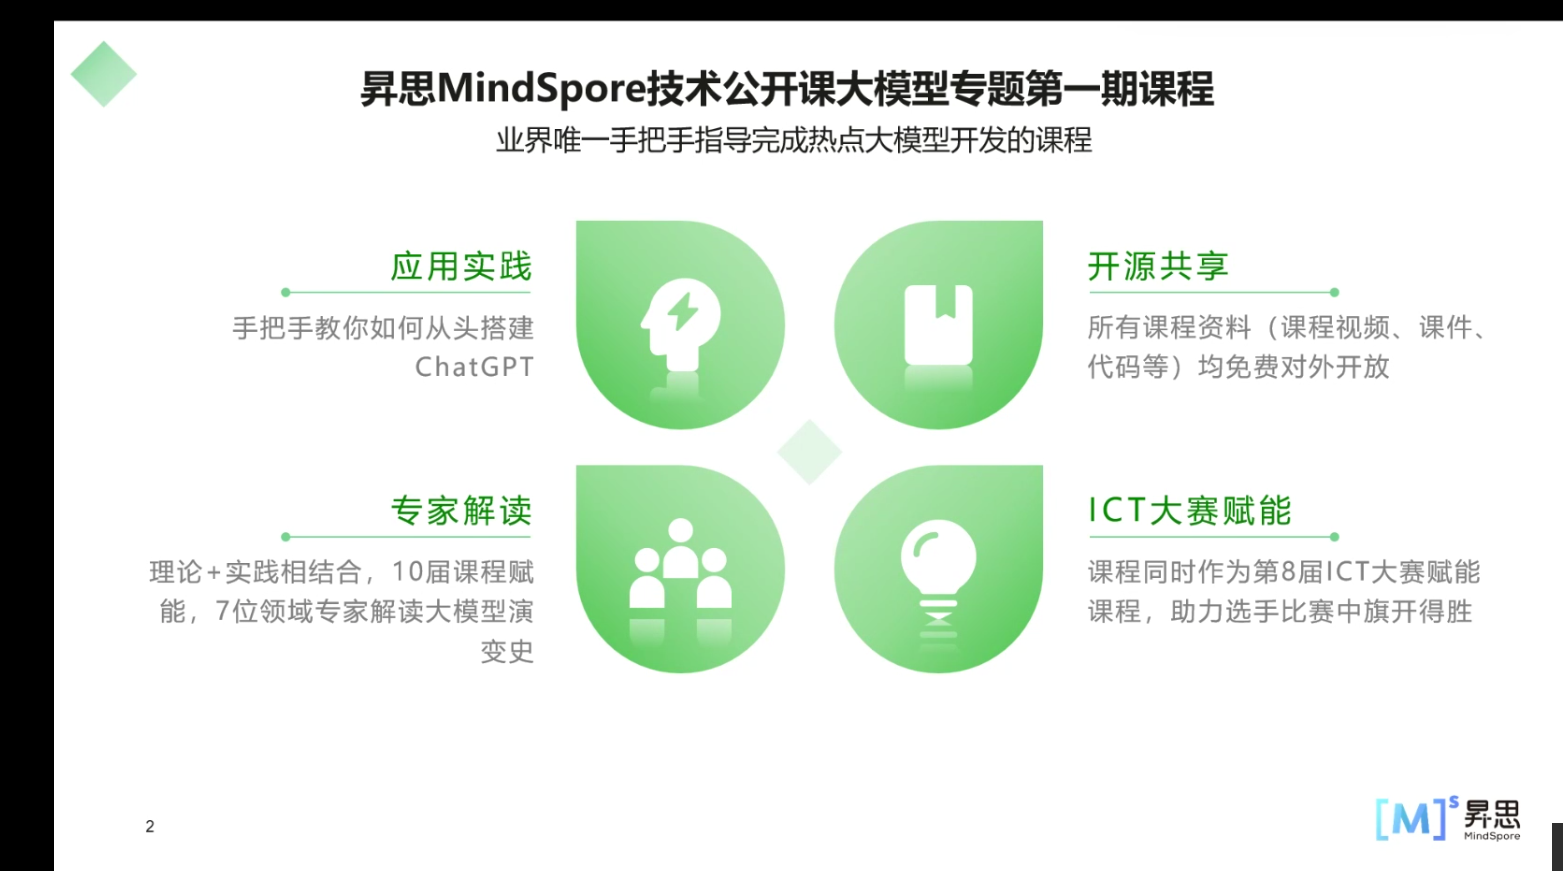 昇思MindSpore技术公开课大模型专题第一期课程
业界唯一手把手指导完成热点大模型开发的课程
应用实践
手把手教你如何从头搭建
ChatGPT
开源共享
所有课程资料（课程视频、课件、
代码等）均免费对外开放
专家解读
理论+实践相结合，10届课程赋
能，7位领域专家解读大模型演
变史
ICT大赛赋能
课程同时作为第8届ICT大赛赋能
课程，助力选手比赛中旗开得胜
2
[M]s 昇思
MindSpore